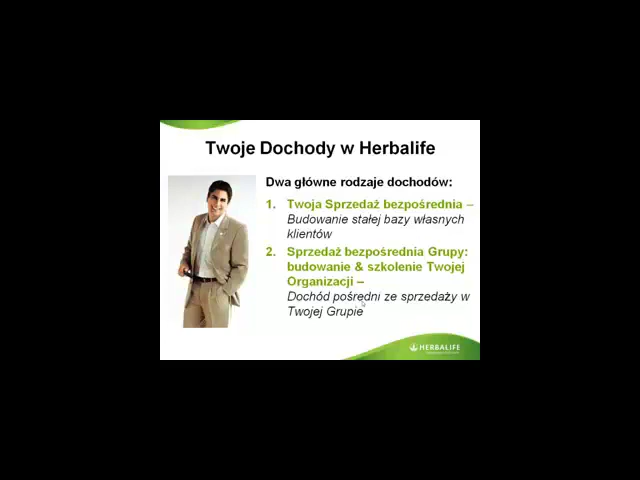 Twoje Dochody w Herbalife
Dwa główne rodzaje dochodów:
1. Twoja Sprzedaż bezpośrednia –
Budowanie stałej bazy własnych
klientów
2. Sprzedaż bezpośrednia Grupy:
budowanie & szkolenie Twojej
Organizacji –
Dochód pośredni ze sprzedaży w
Twojej Grupie
HERBALIFE